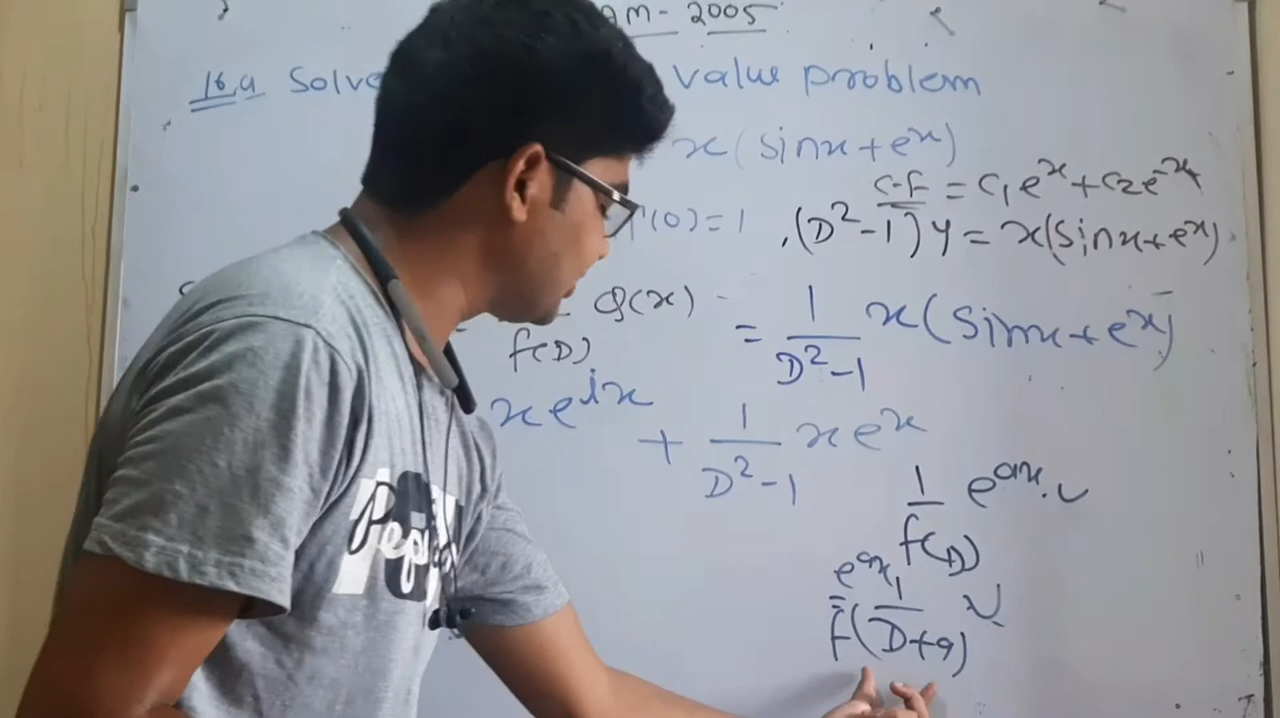 AM-2005
16.a Solve value problem
x(sinx+e^x)
C.F = C₁e^x+C₂e^-x
'(0)=1 (D²-1)y = x(sinx+e^x)
Q(x) = 1/(D²-1) x(sinx+e^x)
f(D)
xe^ix + 1/(D²-1) xe^x
1/f(D) e^ax.v
= e^ax 1/f(D+a) v